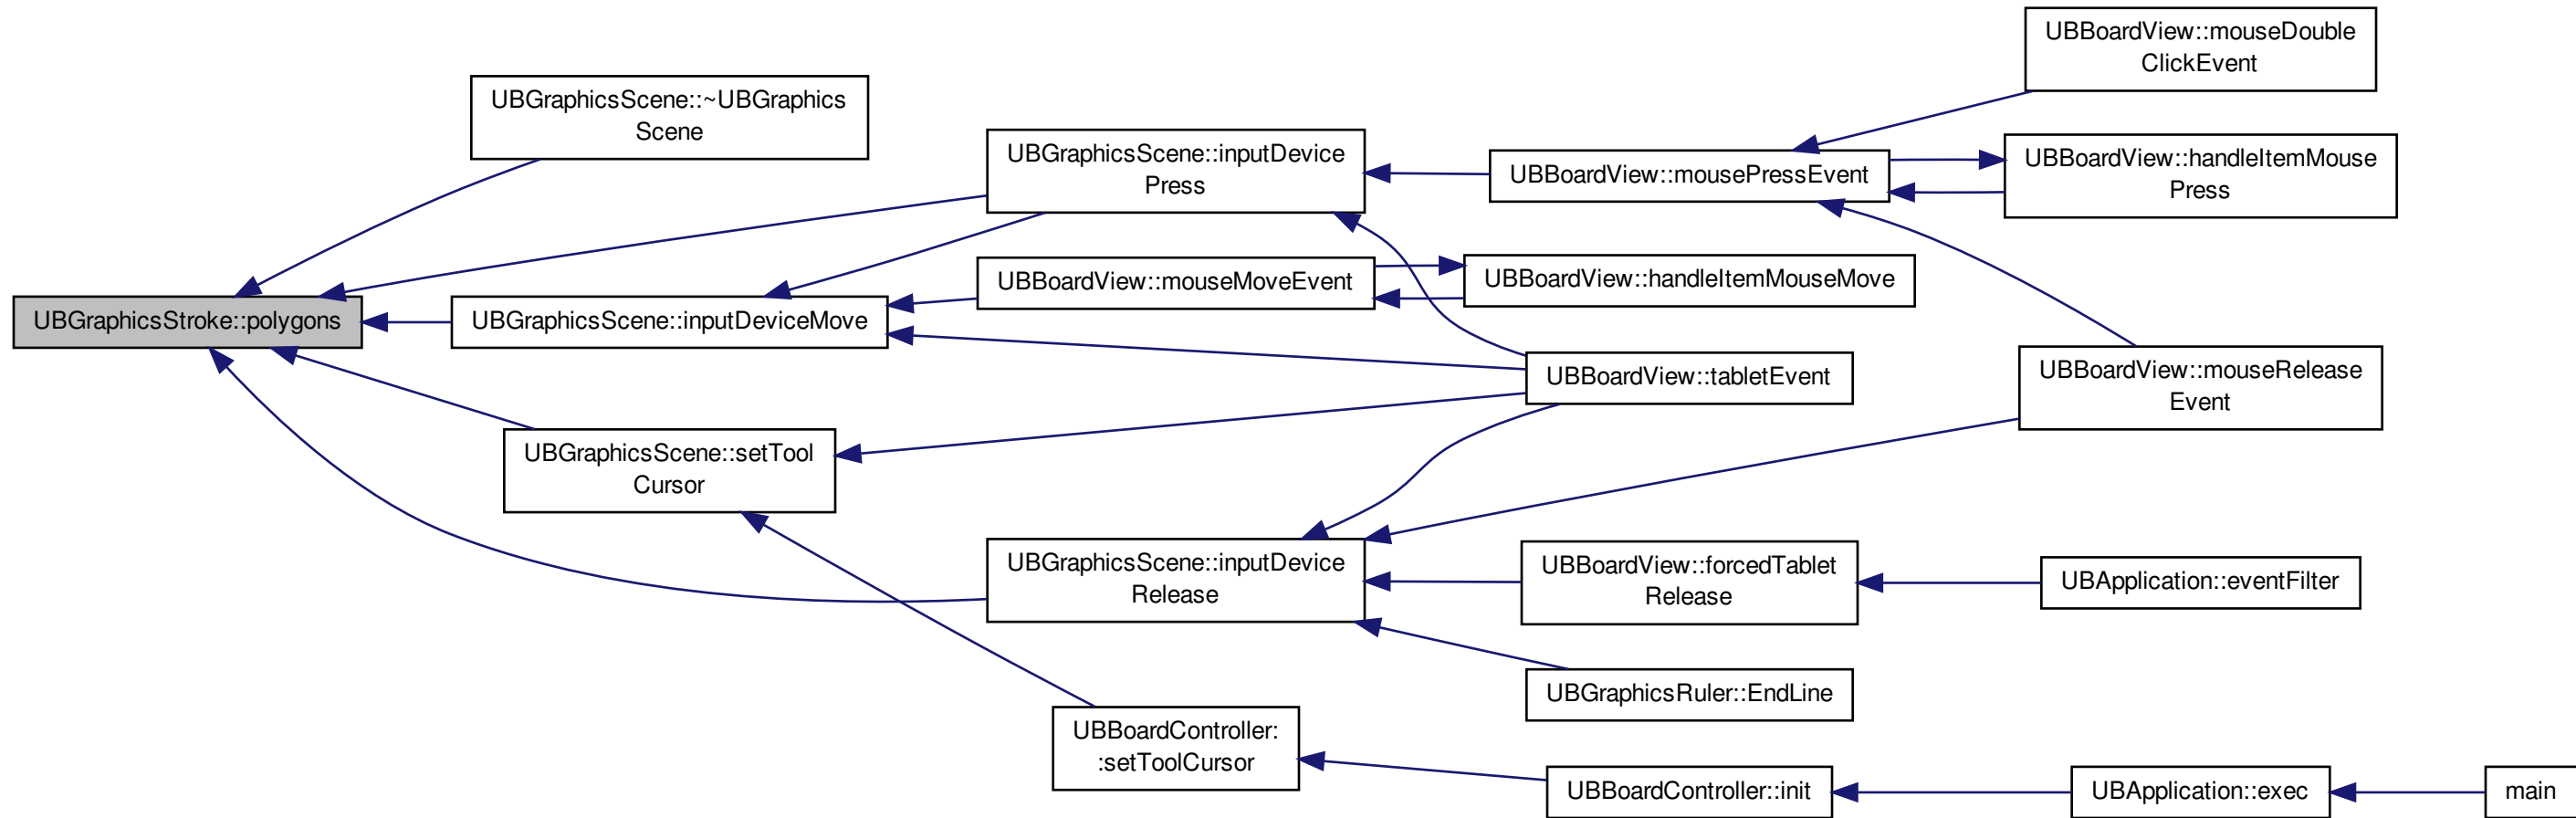 UBBoardView::mouseDouble
ClickEvent
UBGraphicsScene::~UBGraphics
Scene
UBGraphicsScene::inputDevice
Press
UBBoardView::mousePressEvent
UBBoardView::handleItemMouse
Press
UBBoardView::mouseMoveEvent
UBBoardView::handleItemMouseMove
UBGraphicsStroke::polygons
UBGraphicsScene::inputDeviceMove
UBBoardView::tabletEvent
UBBoardView::mouseRelease
Event
UBGraphicsScene::setTool
Cursor
UBGraphicsScene::inputDevice
Release
UBBoardView::forcedTablet
Release
UBApplication::eventFilter
UBGraphicsRuler::EndLine
UBBoardController:
:setToolCursor
UBBoardController::init
UBApplication::exec
main